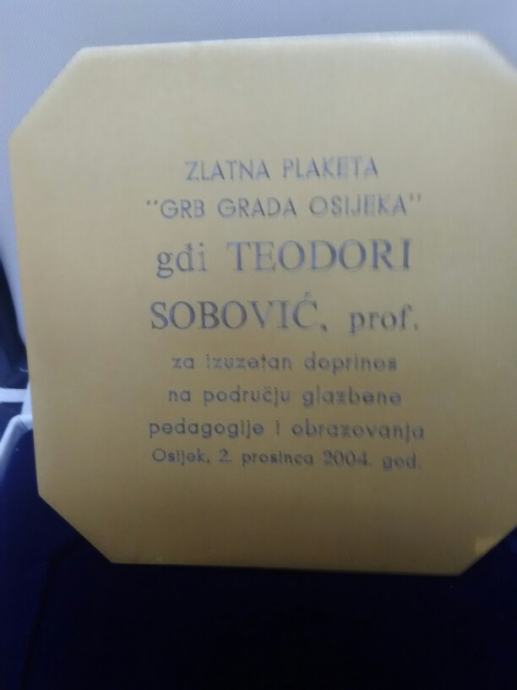 ZLATNA PLAKETA
"GRB GRADA OSIJEKA"
gđi TEODORI
SOBOVIĆ, prof.
za izuzetan doprinos
na području glazbene
pedagogije i obrazovanja
Osijek, 2. prosinca 2004. god.